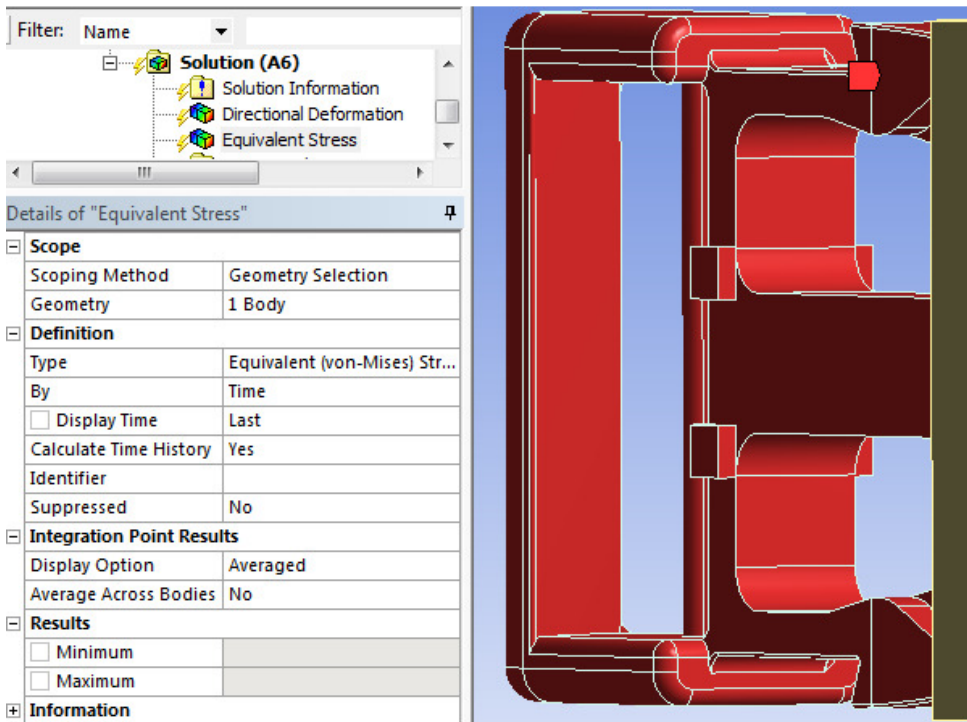 Filter: Name
Solution (A6)
Solution Information
Directional Deformation
Equivalent Stress
Details of "Equivalent Stress"
Scope
Scoping Method Geometry Selection
Geometry 1 Body
Definition
Type Equivalent (von-Mises) Str...
By Time
Display Time Last
Calculate Time History Yes
Identifier
Suppressed No
Integration Point Results
Display Option Averaged
Average Across Bodies No
Results
Minimum
Maximum
Information